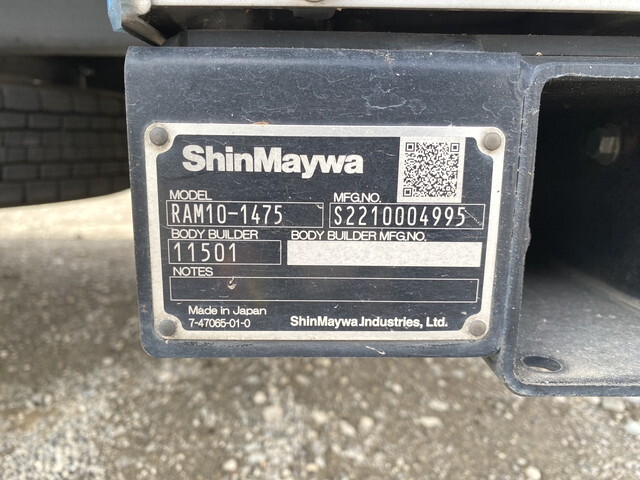 ShinMaywa
MODEL MFG.NO.
RAM10-1475 S2210004995
BODY BUILDER BODY BUILDER MFG.NO.
11501
NOTES
Made in Japan
7-47065-01-0 ShinMaywa Industries, Ltd.